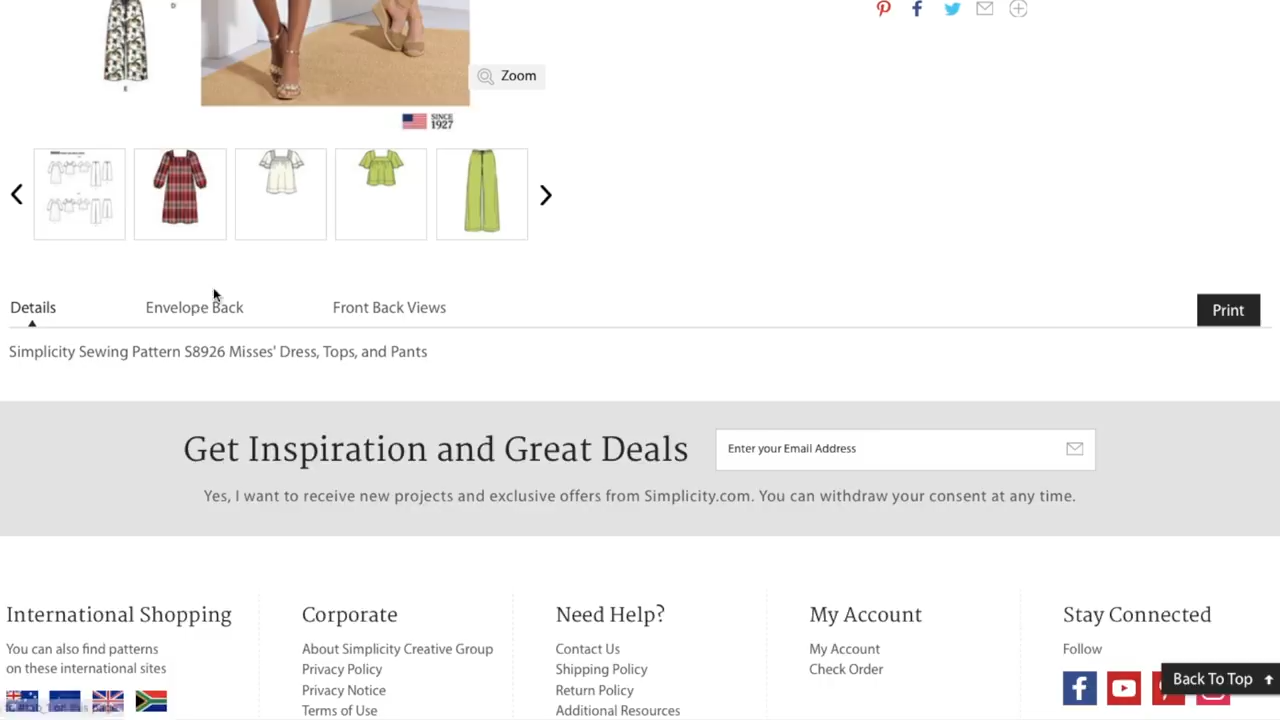 D
E
Zoom
SINCE
1927
Details
Envelope Back
Front Back Views
Print
Simplicity Sewing Pattern S8926 Misses' Dress, Tops, and Pants
Get Inspiration and Great Deals
Enter your Email Address
Yes, I want to receive new projects and exclusive offers from Simplicity.com. You can withdraw your consent at any time.
International Shopping
You can also find patterns
on these international sites
Corporate
About Simplicity Creative Group
Privacy Policy
Privacy Notice
Terms of Use
Need Help?
Contact Us
Shipping Policy
Return Policy
Additional Resources
My Account
My Account
Check Order
Stay Connected
Follow
Back To Top